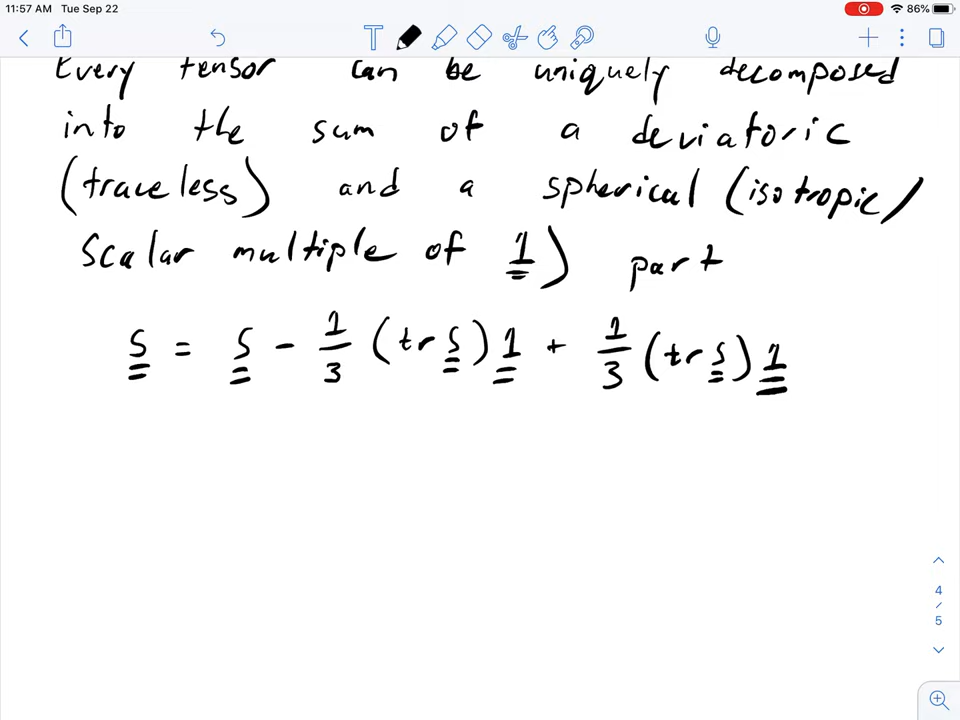 11:57 AM Tue Sep 22 86%
T
Every tensor can be uniquely decomposed
into the sum of a deviatoric
(traceless) and a spherical (isotropic/
scalar multiple of 1) part
S = S - 1/3 (tr S) 1 + 1/3 (tr S) 1
4
/
5